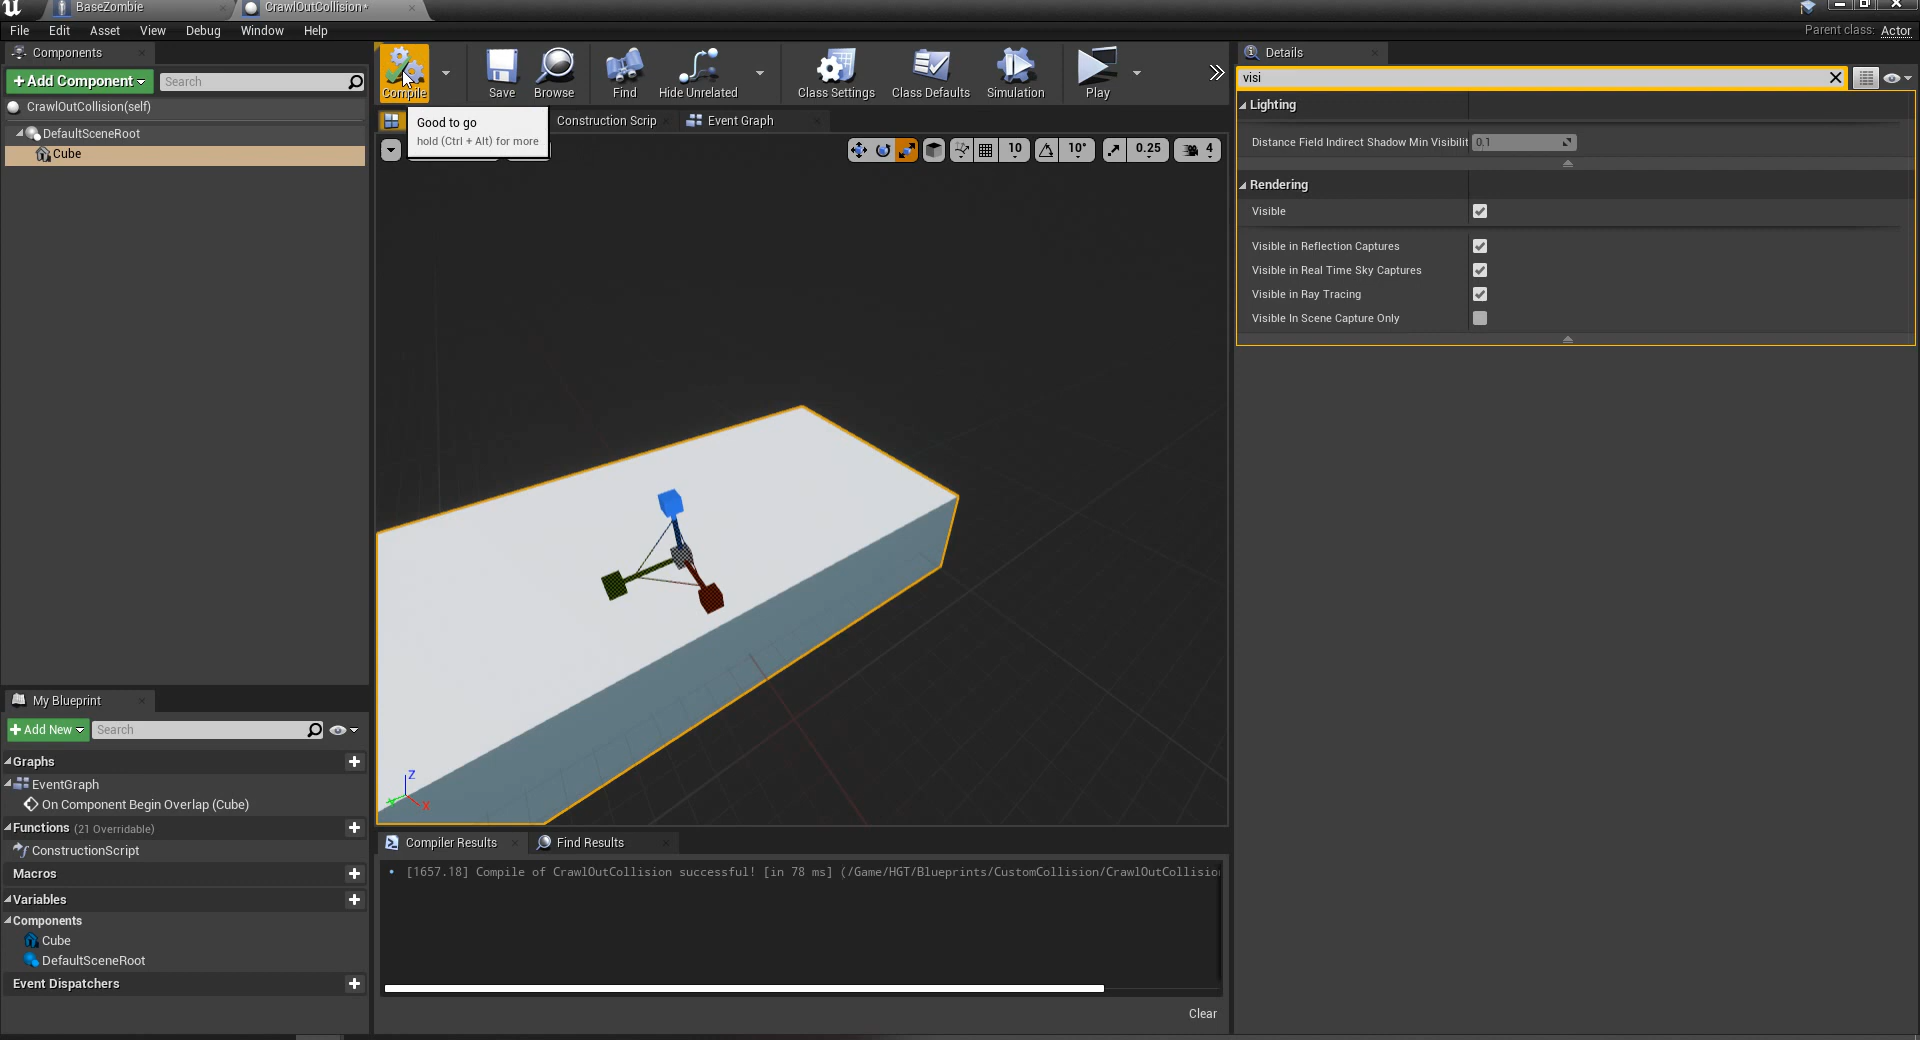 BaseZombie
CrawlOutCollision*
File Edit Asset View Debug Window Help
Parent class: Actor
Components
+ Add Component
Search
CrawlOutCollision(self)
DefaultSceneRoot
Cube
Compile
Save
Browse
Find
Hide Unrelated
Class Settings
Class Defaults
Simulation
Play
Good to go
hold (Ctrl + Alt) for more
Construction Scrip
Event Graph
10
10°
0.25
4
Z
X
Details
visi
Lighting
Distance Field Indirect Shadow Min Visibilit
0.1
Rendering
Visible
Visible in Reflection Captures
Visible in Real Time Sky Captures
Visible in Ray Tracing
Visible In Scene Capture Only
My Blueprint
+ Add New
Search
Graphs
EventGraph
On Component Begin Overlap (Cube)
Functions (21 Overridable)
ConstructionScript
Macros
Variables
Components
Cube
DefaultSceneRoot
Event Dispatchers
Compiler Results
Find Results
[1657.18] Compile of CrawlOutCollision successful! [in 78 ms] (/Game/HGT/Blueprints/CustomCollision/CrawlOutCollisio
Clear